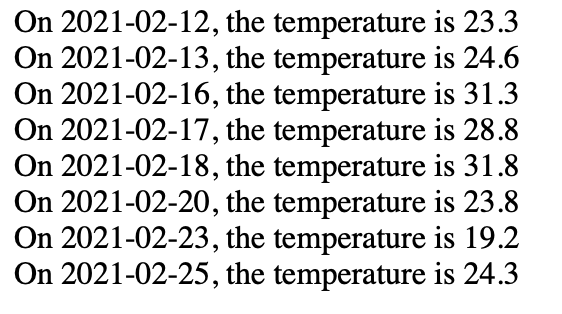 On 2021-02-12, the temperature is 23.3
On 2021-02-13, the temperature is 24.6
On 2021-02-16, the temperature is 31.3
On 2021-02-17, the temperature is 28.8
On 2021-02-18, the temperature is 31.8
On 2021-02-20, the temperature is 23.8
On 2021-02-23, the temperature is 19.2
On 2021-02-25, the temperature is 24.3